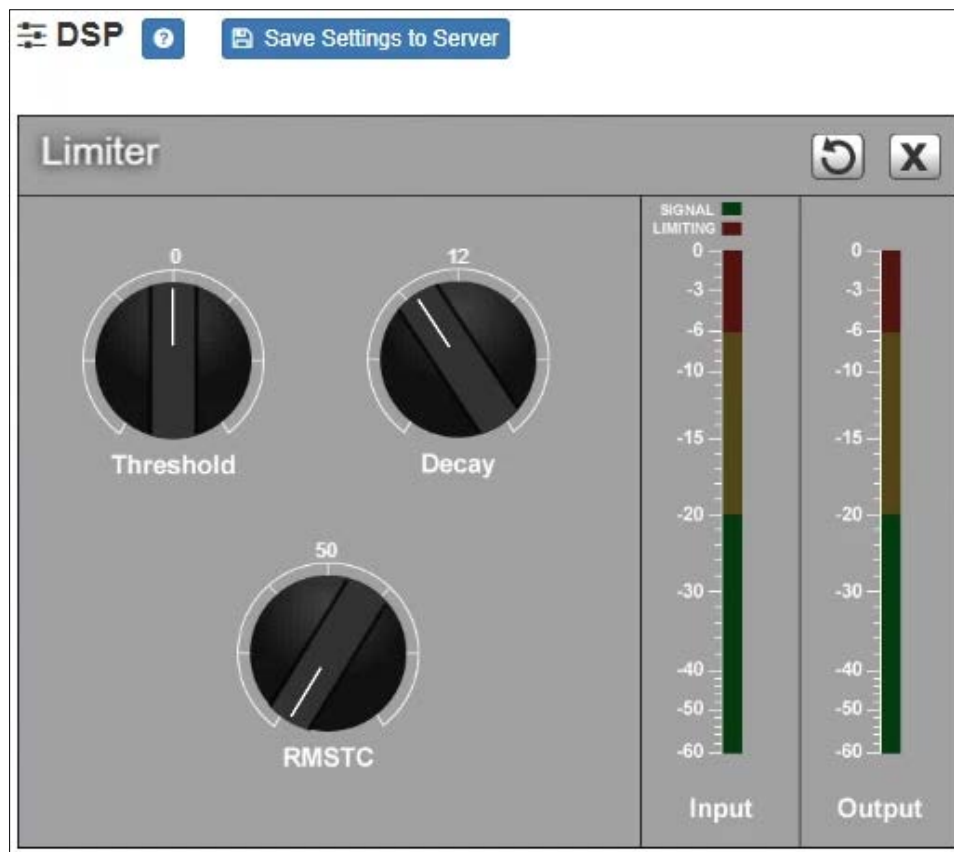 DSP ? Save Settings to Server
Limiter
X
SIGNAL
LIMITING
0
12
Threshold
Decay
50
RMSTC
0
-3
-6
-10
-15
-20
-30
-40
-50
-60
Input
0
-3
-6
-10
-15
-20
-30
-40
-50
-60
Output